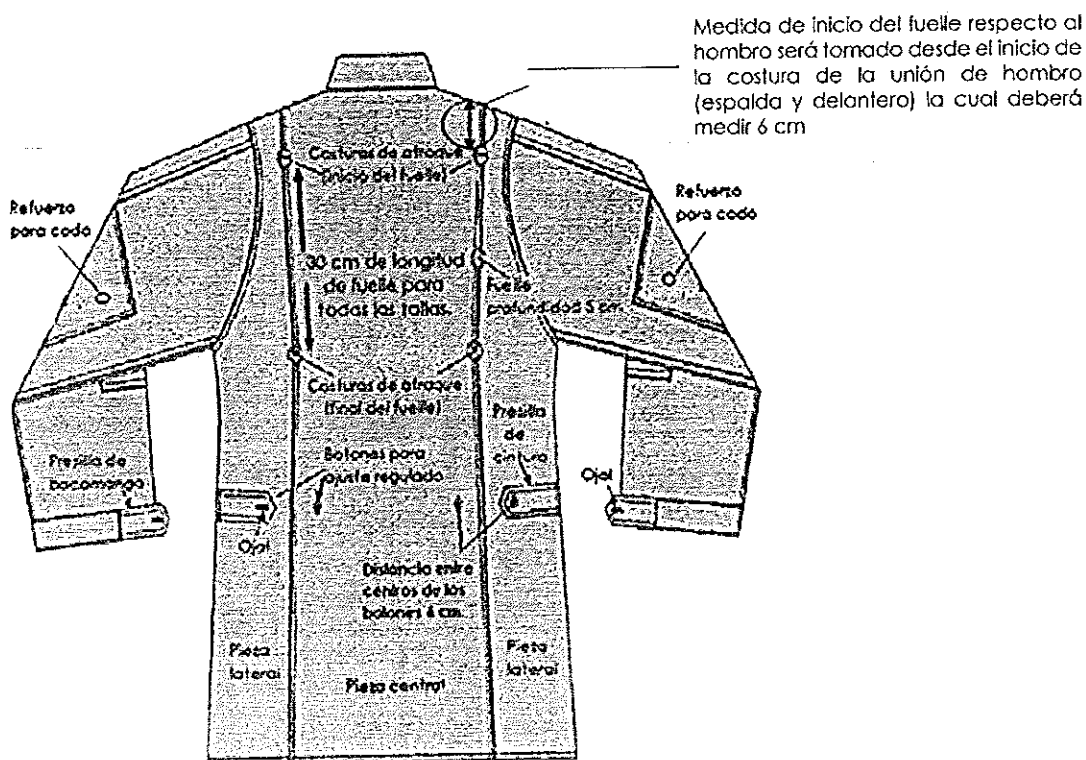 Medida de inicio del fuelle respecto al
hombro será tomado desde el inicio de
la costura de la unión de hombro
(espalda y delantero) la cual deberá
medir 6 cm
Costuras de atraque
(inicio del fuelle)
Refuerzo
para codo
Refuerzo
para codo
30 cm de longitud
de fuelle para
todas las tallas.
Fuelle
profundidad 5 cm
Costuras de atraque
(final del fuelle)
Presilla
de
cintura
Botones para
ajuste regulado
Presilla de
bocamanga
Ojal
Ojal
Distancia entre
centros de los
botones cm
Pieza
lateral
Pieza central
Pieza
lateral